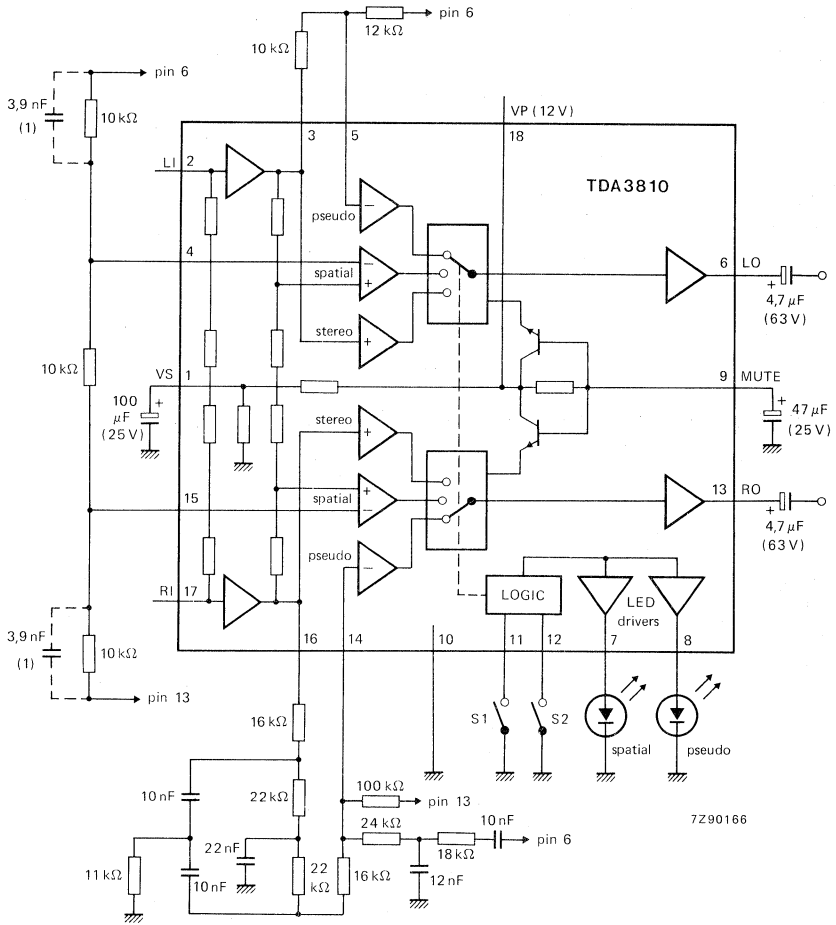 pin 6
12 kΩ
10 kΩ
pin 6
3,9 nF
(1)
10 kΩ
VP (12 V)
3
5
18
LI
2
TDA3810
pseudo
4
6
LO
spatial
+
4,7 µF
(63 V)
stereo
10 kΩ
VS
1
9
MUTE
100
µF
(25 V)
+
+
47 µF
(25 V)
stereo
15
13
RO
spatial
+
4,7 µF
(63 V)
pseudo
RI
17
LOGIC
LED
drivers
3,9 nF
(1)
10 kΩ
16
14
10
11
12
7
8
pin 13
16 kΩ
S1
S2
spatial
pseudo
10 nF
22 kΩ
100 kΩ
pin 13
24 kΩ
10 nF
7Z90166
pin 6
22 nF
18 kΩ
11 kΩ
10 nF
22
kΩ
16 kΩ
12 nF